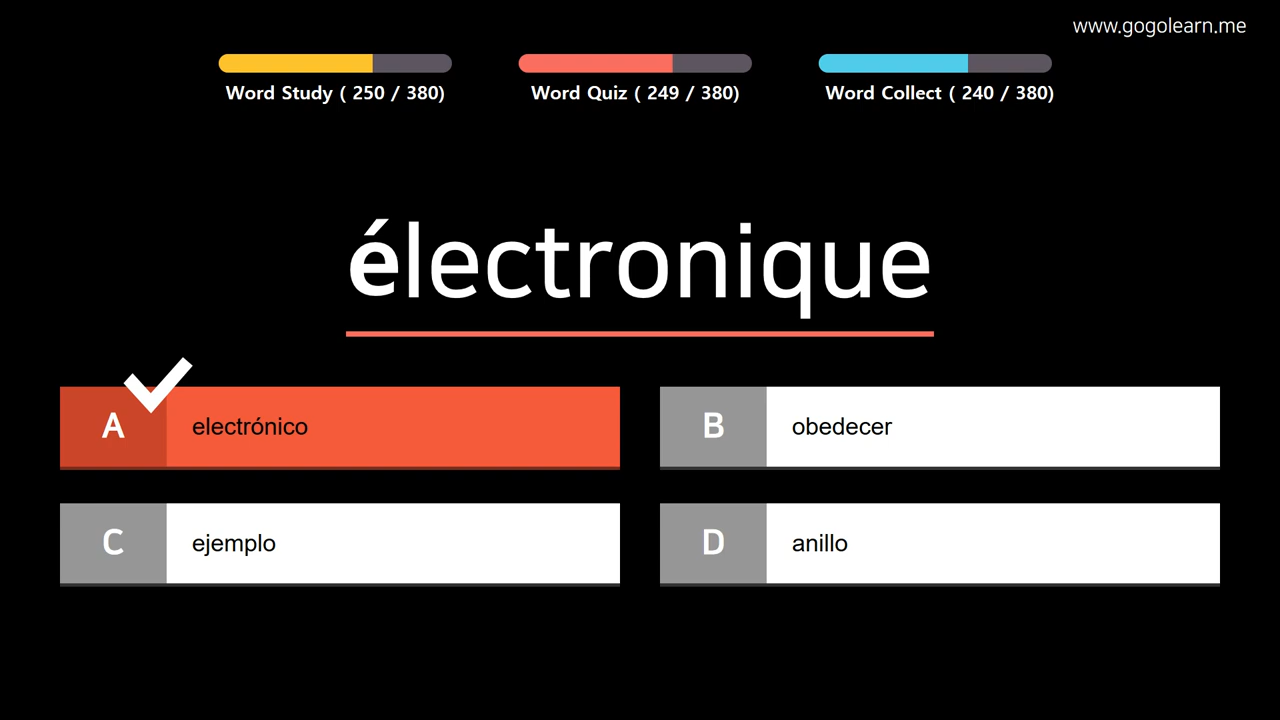 www.gogolearn.me
Word Study ( 250 / 380)
Word Quiz ( 249 / 380)
Word Collect ( 240 / 380)
électronique
A electrónico
B obedecer
C ejemplo
D anillo